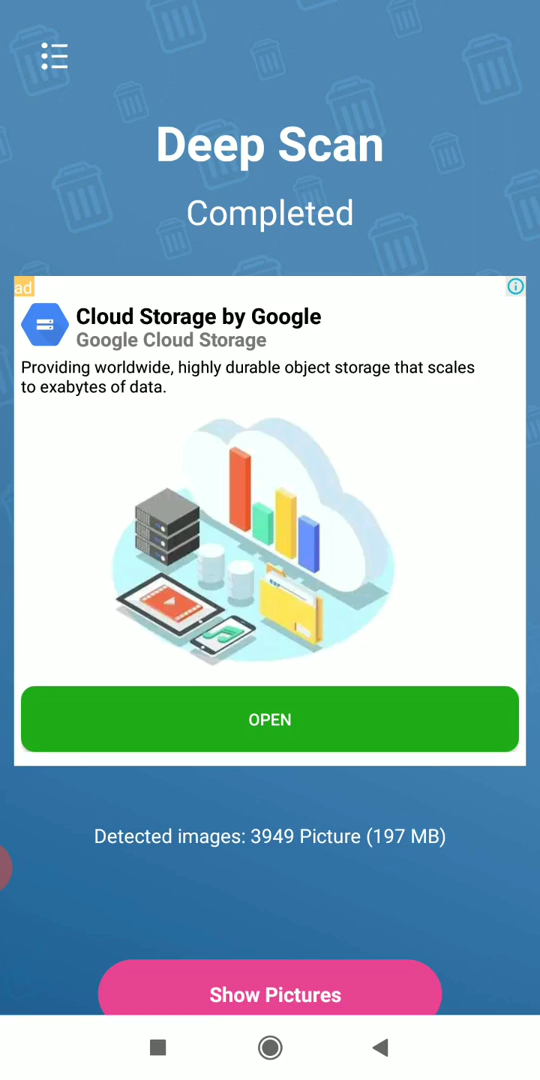 Deep Scan
Completed
ad
Cloud Storage by Google
Google Cloud Storage
Providing worldwide, highly durable object storage that scales
to exabytes of data.
OPEN
Detected images: 3949 Picture (197 MB)
Show Pictures